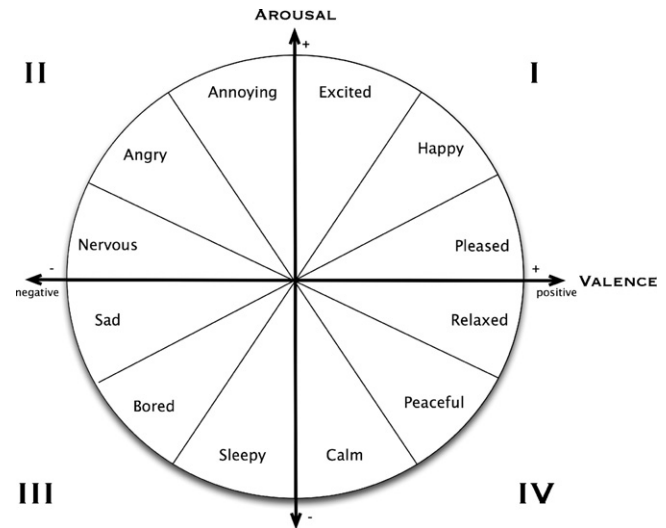 AROUSAL
+
II
I
Annoying
Excited
Angry
Happy
Nervous
Pleased
-
+
negative
positive
VALENCE
Sad
Relaxed
Bored
Peaceful
Sleepy
Calm
III
IV
-